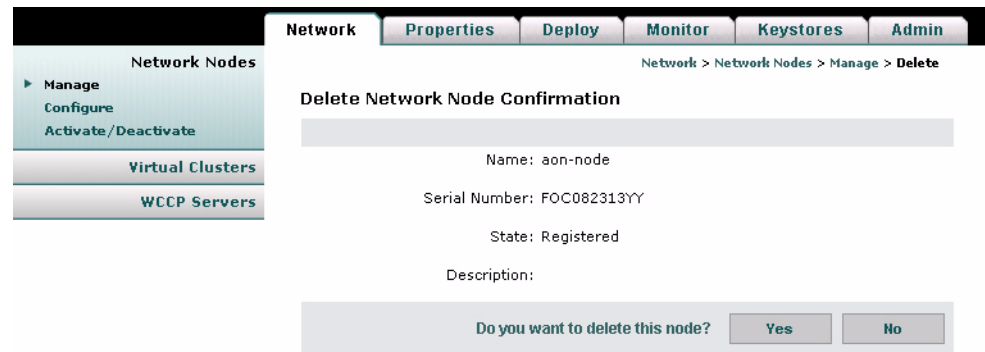 Network Properties Deploy Monitor Keystores Admin
Network Nodes
Manage
Configure
Activate/Deactivate
Virtual Clusters
WCCP Servers
Network > Network Nodes > Manage > Delete
Delete Network Node Confirmation
Name: aon-node
Serial Number: FOC082313YY
State: Registered
Description:
Do you want to delete this node? Yes No